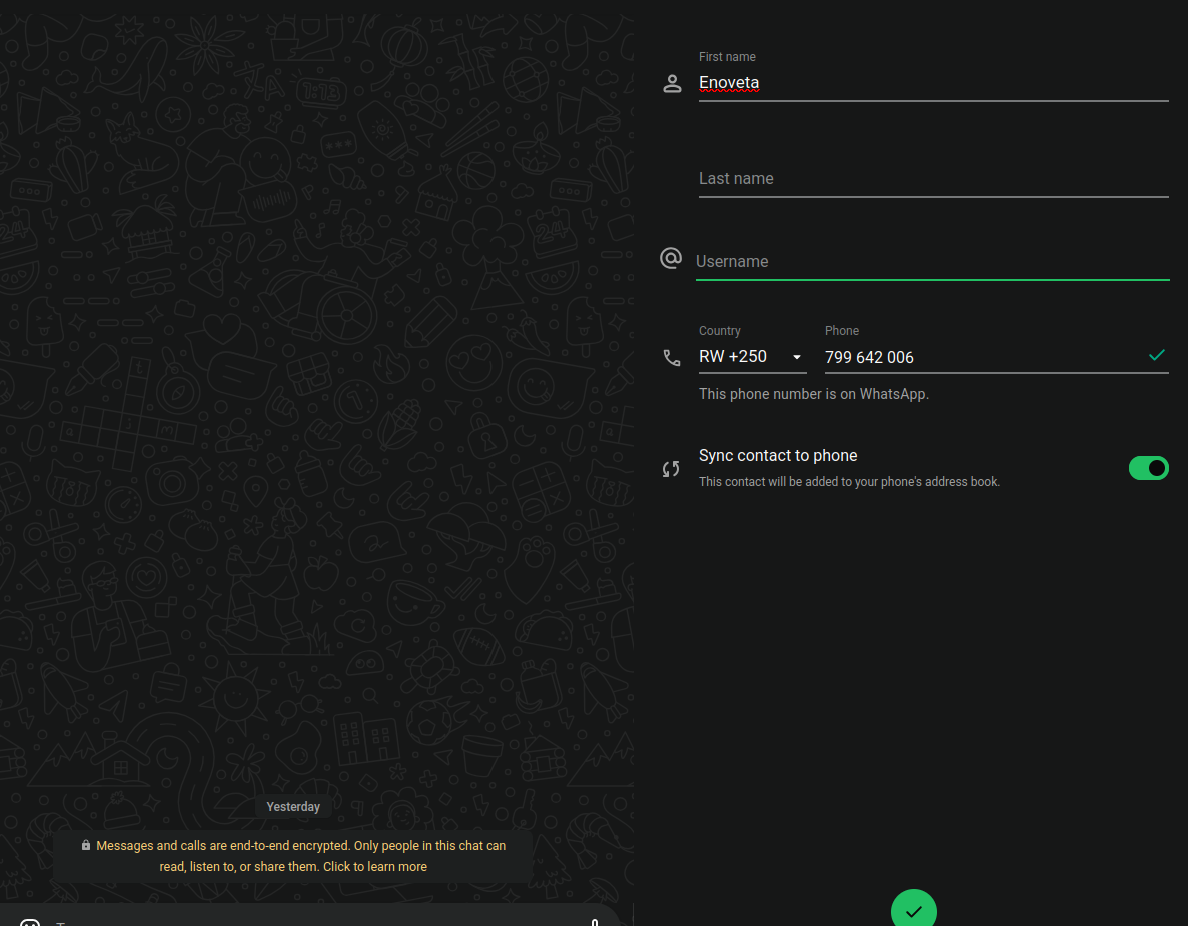 First name
Enoveta
Last name
Username
Country
Phone
RW +250
799 642 006
This phone number is on WhatsApp.
Sync contact to phone
This contact will be added to your phone's address book.
Yesterday
Messages and calls are end-to-end encrypted. Only people in this chat can
read, listen to, or share them. Click to learn more